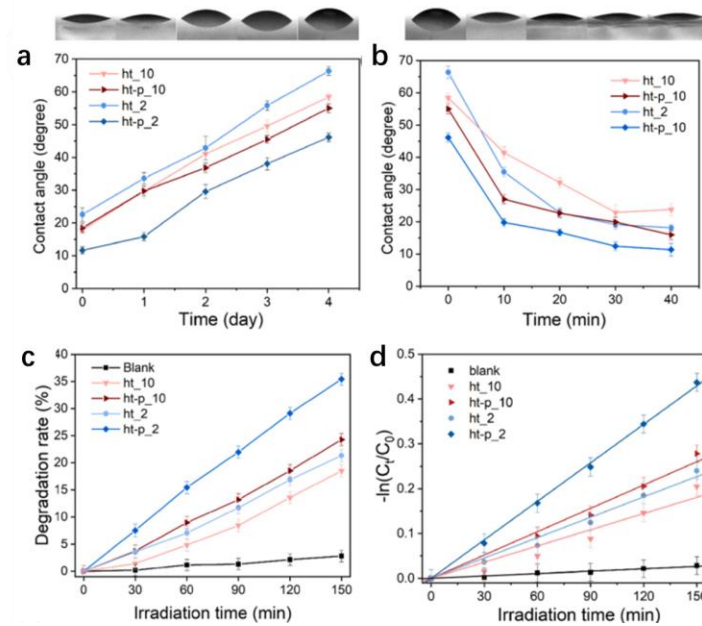 a
ht_10
ht-p_10
ht_2
ht-p_2
Contact angle (degree)
70
60
50
40
30
20
10
0
0 1 2 3 4
Time (day)
b
ht_10
ht-p_10
ht_2
ht-p_10
Contact angle (degree)
70
60
50
40
30
20
10
0
0 10 20 30 40
Time (min)
c
Blank
ht_10
ht-p_10
ht_2
ht-p_2
Degradation rate (%)
40
35
30
25
20
15
10
5
0
0 30 60 90 120 150
Irradiation time (min)
d
blank
ht_10
ht-p_10
ht_2
ht-p_2
-ln(Ct/C0)
0.5
0.4
0.3
0.2
0.1
0.0
0 30 60 90 120 150
Irradiation time (min)